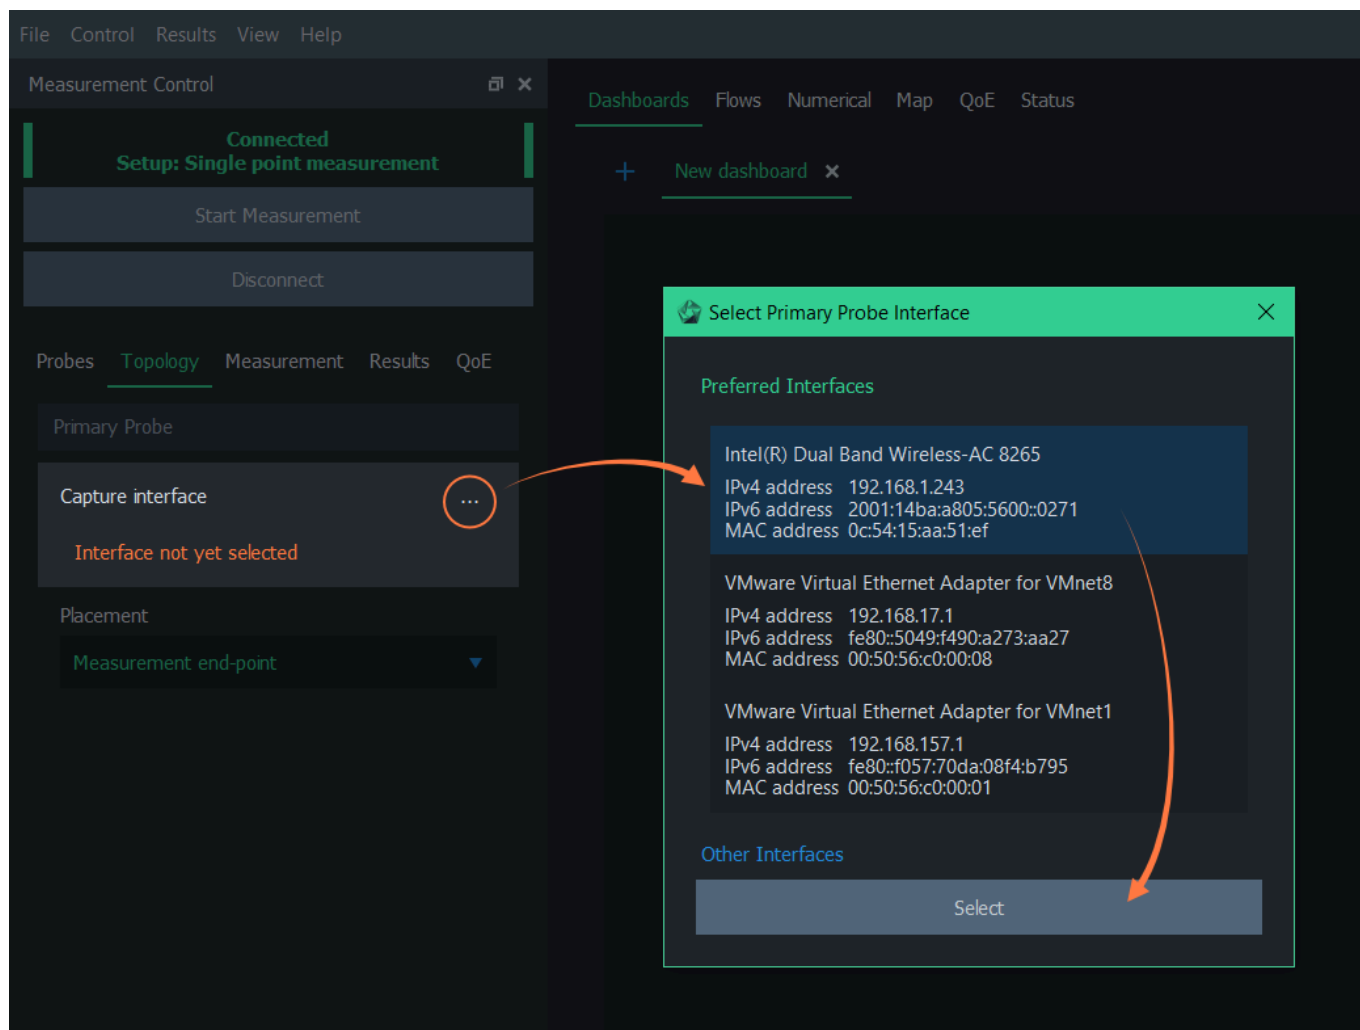 File Control Results View Help
Measurement Control
Connected
Setup: Single point measurement
Start Measurement
Disconnect
Probes Topology Measurement Results QoE
Primary Probe
Capture interface ...
Interface not yet selected
Placement
Measurement end-point
Dashboards Flows Numerical Map QoE Status
+ New dashboard
Select Primary Probe Interface
Preferred Interfaces
Intel(R) Dual Band Wireless-AC 8265
IPv4 address 192.168.1.243
IPv6 address 2001:14ba:a805:5600::0271
MAC address 0c:54:15:aa:51:ef
VMware Virtual Ethernet Adapter for VMnet8
IPv4 address 192.168.17.1
IPv6 address fe80::5049:f490:a273:aa27
MAC address 00:50:56:c0:00:08
VMware Virtual Ethernet Adapter for VMnet1
IPv4 address 192.168.157.1
IPv6 address fe80::f057:70da:08f4:b795
MAC address 00:50:56:c0:00:01
Other Interfaces
Select